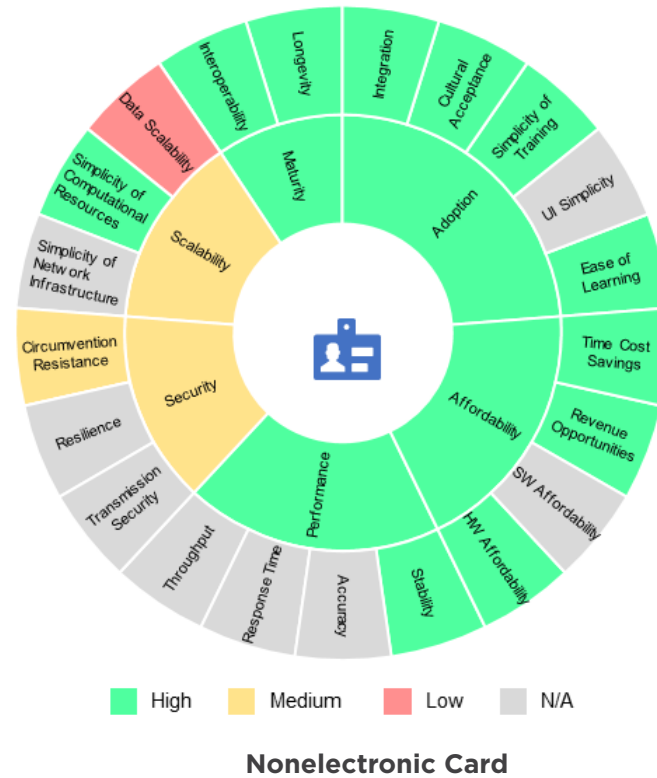 Integration
Cultural
Acceptance
Simplicity of
Training
UI Simplicity
Ease of
Learning
Time Cost
Savings
Revenue
Opportunities
SW Affordability
HW Affordability
Stability
Accuracy
Response Time
Throughput
Transmission
Security
Resilience
Circumvention
Resistance
Simplicity of
Network
Infrastructure
Simplicity of
Computational
Resources
Data Scalability
Interoperability
Longevity
Adoption
Affordability
Performance
Security
Scalability
Maturity
High
Medium
Low
N/A
Nonelectronic Card